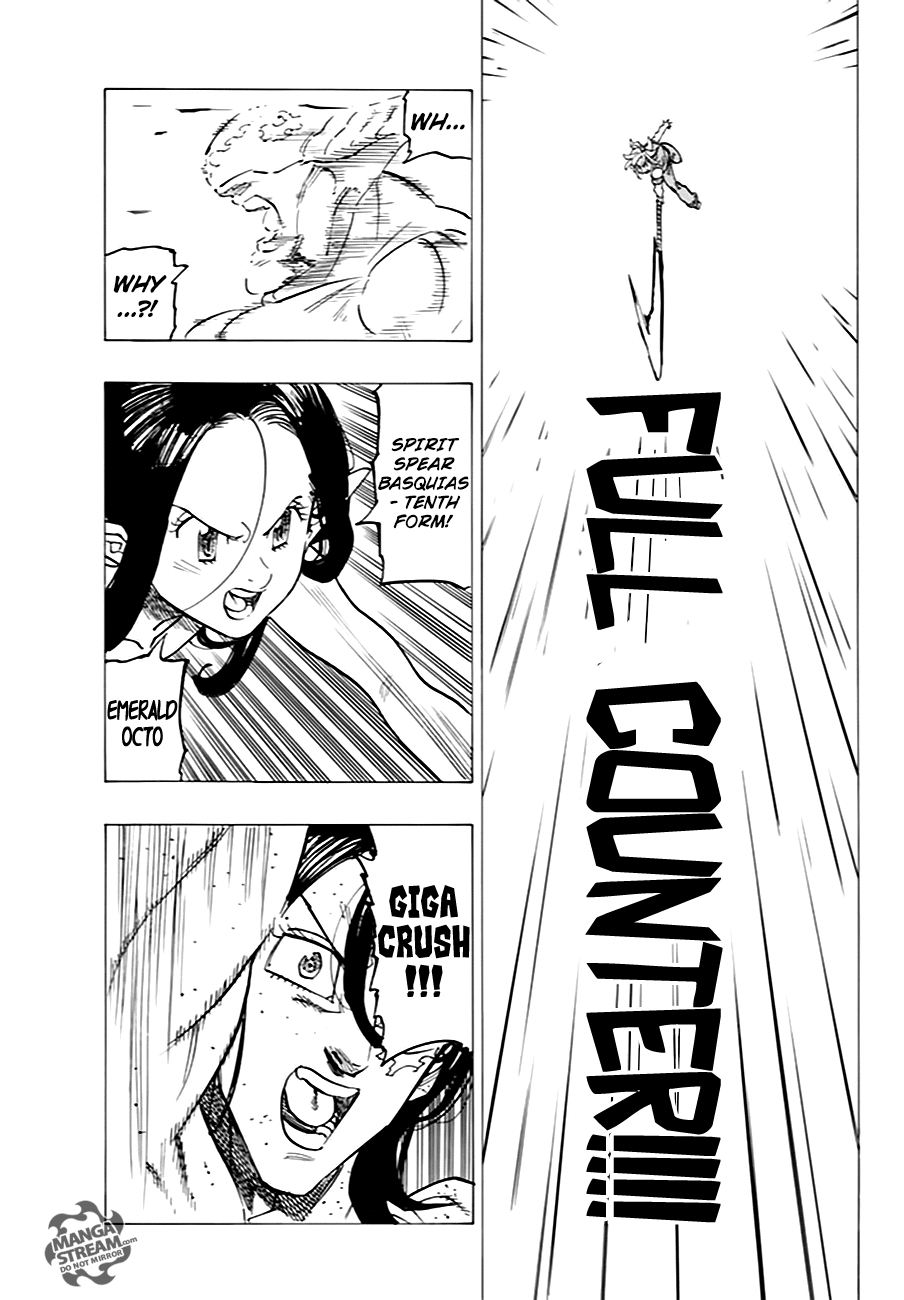 FULL COUNTER!!!!
WH...
WHY
...?!
SPIRIT
SPEAR
BASQUIAS
- TENTH
FORM!
EMERALD
OCTO
GIGA
CRUSH
!!!
MANGA
STREAM.com
DO NOT MIRROR